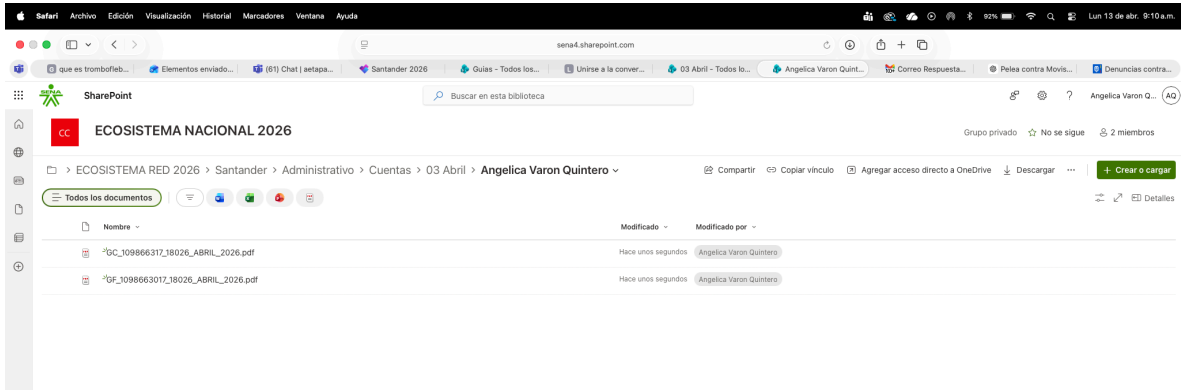 Safari Archivo Edición Visualización Historial Marcadores Ventana Ayuda 92% Lun 13 de abr. 9:10 a.m.
sena4.sharepoint.com
que es trombofleb... Elementos enviado... (61) Chat | aetapa... Santander 2026 Guias - Todos los... Unirse a la conver... 03 Abril - Todos lo... Angelica Varon Quint... Correo Respuesta... Pelea contra Movis... Denuncias contra...
SENA SharePoint Buscar en esta biblioteca ? Angelica Varon Q... AQ
CC ECOSISTEMA NACIONAL 2026 Grupo privado No se sigue 2 miembros
> ECOSISTEMA RED 2026 > Santander > Administrativo > Cuentas > 03 Abril > Angelica Varon Quintero Compartir Copiar vínculo Agregar acceso directo a OneDrive Descargar ... + Crear o cargar
Todos los documentos Detalles
Nombre Modificado Modificado por
GC_109866317_18026_ABRIL_2026.pdf Hace unos segundos Angelica Varon Quintero
GF_1098663017_18026_ABRIL_2026.pdf Hace unos segundos Angelica Varon Quintero